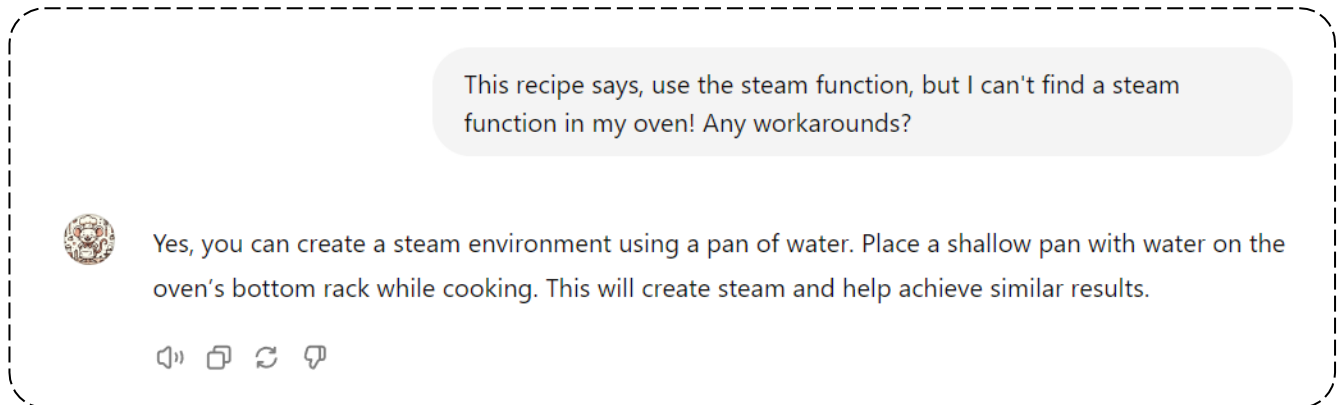 This recipe says, use the steam function, but I can't find a steam
function in my oven! Any workarounds?
Yes, you can create a steam environment using a pan of water. Place a shallow pan with water on the
oven’s bottom rack while cooking. This will create steam and help achieve similar results.